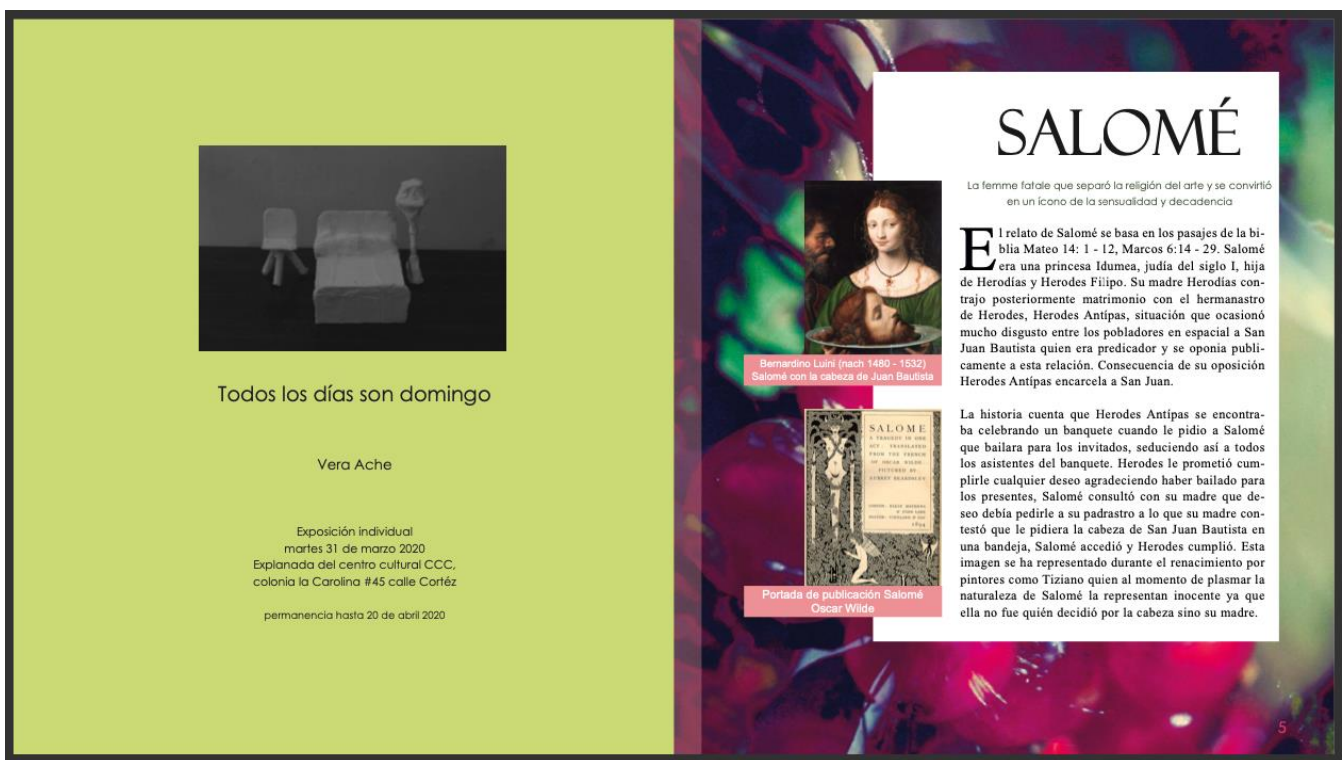 Todos los días son domingo
Vera Ache
Exposición individual
martes 31 de marzo 2020
Explanada del centro cultural CCC,
colonia la Carolina #45 calle Cortéz
permanencia hasta 20 de abril 2020
SALOMÉ
La femme fatale que separó la religión del arte y se convirtió
en un ícono de la sensualidad y decadencia
El relato de Salomé se basa en los pasajes de la bi-
blia Mateo 14: 1 - 12, Marcos 6:14 - 29. Salomé
era una princesa Idumea, judía del siglo I, hija
de Herodías y Herodes Filipo. Su madre Herodías con-
trajo posteriormente matrimonio con el hermanastro
de Herodes, Herodes Antípas, situación que ocasionó
mucho disgusto entre los pobladores en espacial a San
Juan Bautista quien era predicador y se oponia publi-
camente a esta relación. Consecuencia de su oposición
Herodes Antípas encarcela a San Juan.
La historia cuenta que Herodes Antípas se encontra-
ba celebrando un banquete cuando le pidio a Salomé
que bailara para los invitados, seduciendo así a todos
los asistentes del banquete. Herodes le prometió cum-
plirle cualquier deseo agradeciendo haber bailado para
los presentes, Salomé consultó con su madre que de-
seo debía pedirle a su padrastro a lo que su madre con-
testó que le pidiera la cabeza de San Juan Bautista en
una bandeja, Salomé accedió y Herodes cumplió. Esta
imagen se ha representado durante el renacimiento por
pintores como Tiziano quien al momento de plasmar la
naturaleza de Salomé la representan inocente ya que
ella no fue quién decidió por la cabeza sino su madre.
Bernardino Luini (nach 1480 - 1532)
Salomé con la cabeza de Juan Bautista
SALOME
A TRAGEDY IN ONE
ACT: TRANSLATED
FROM THE FRENCH
OF OSCAR WILDE:
PICTURED BY
AUBREY BEARDSLEY
1894
Portada de publicación Salomé
Oscar Wilde
5